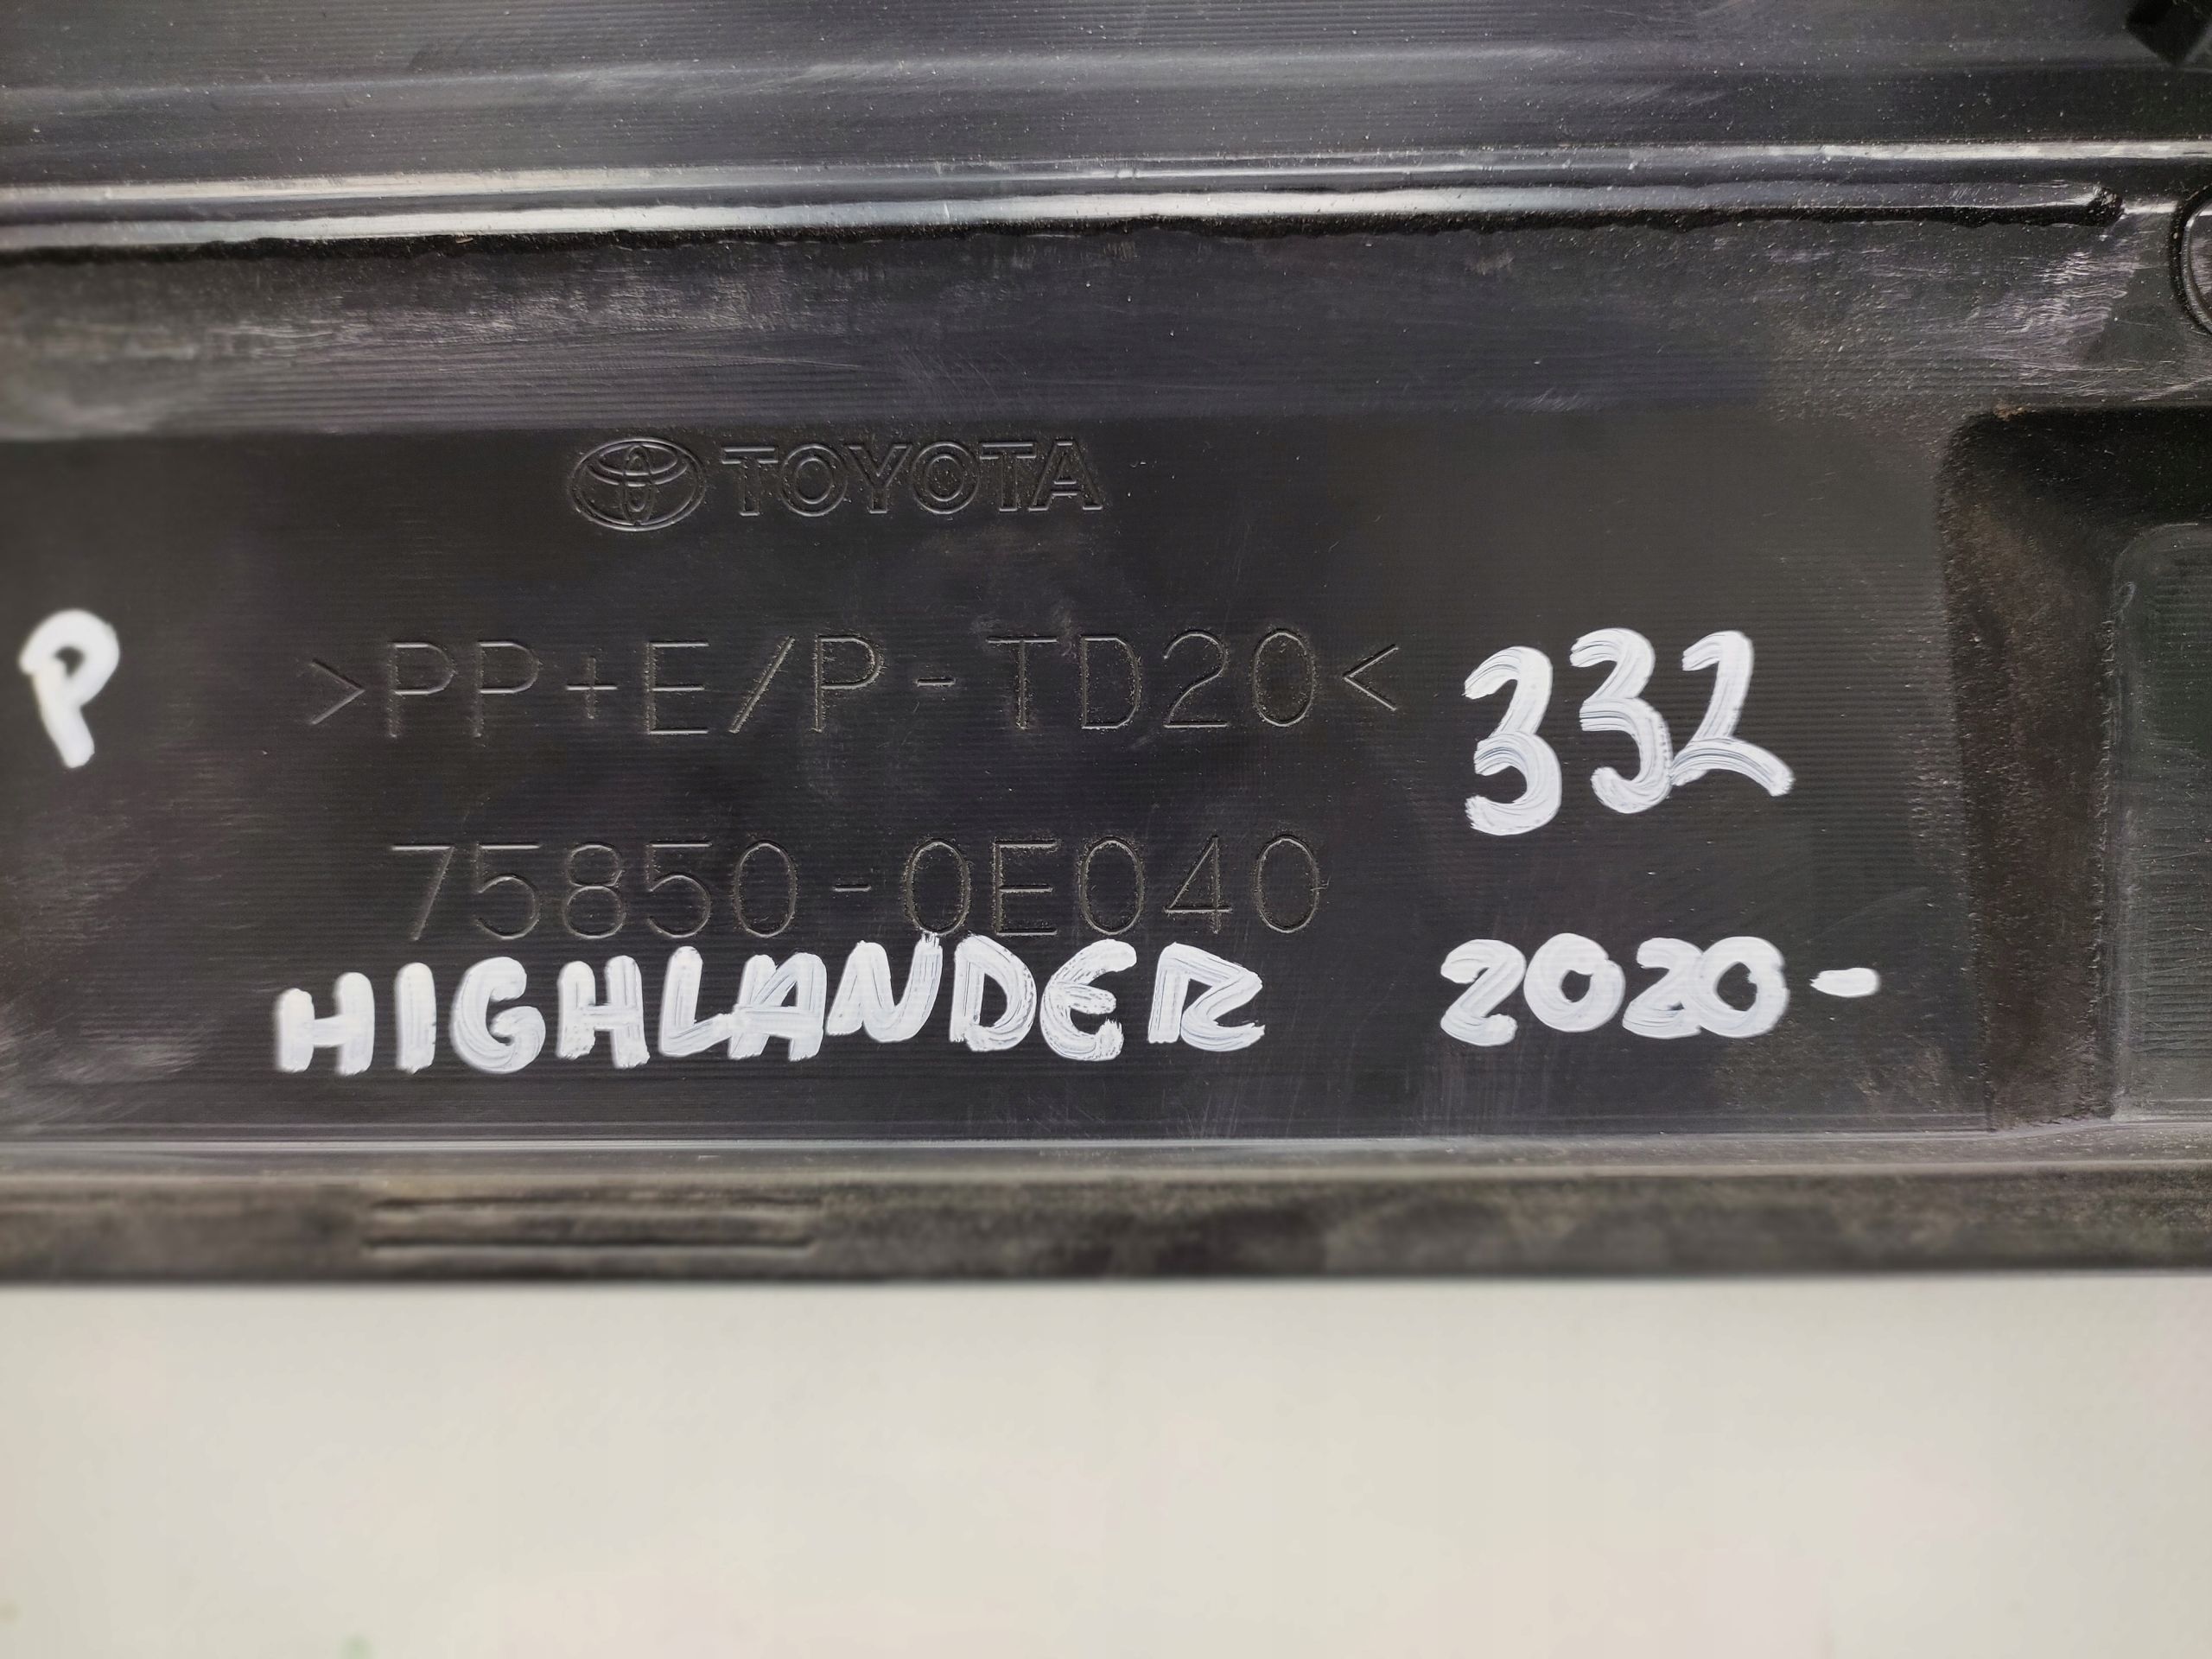 TOYOTA
P >PP+E/P-TD20< 332
75850-0E040
HIGHLANDER 2020-